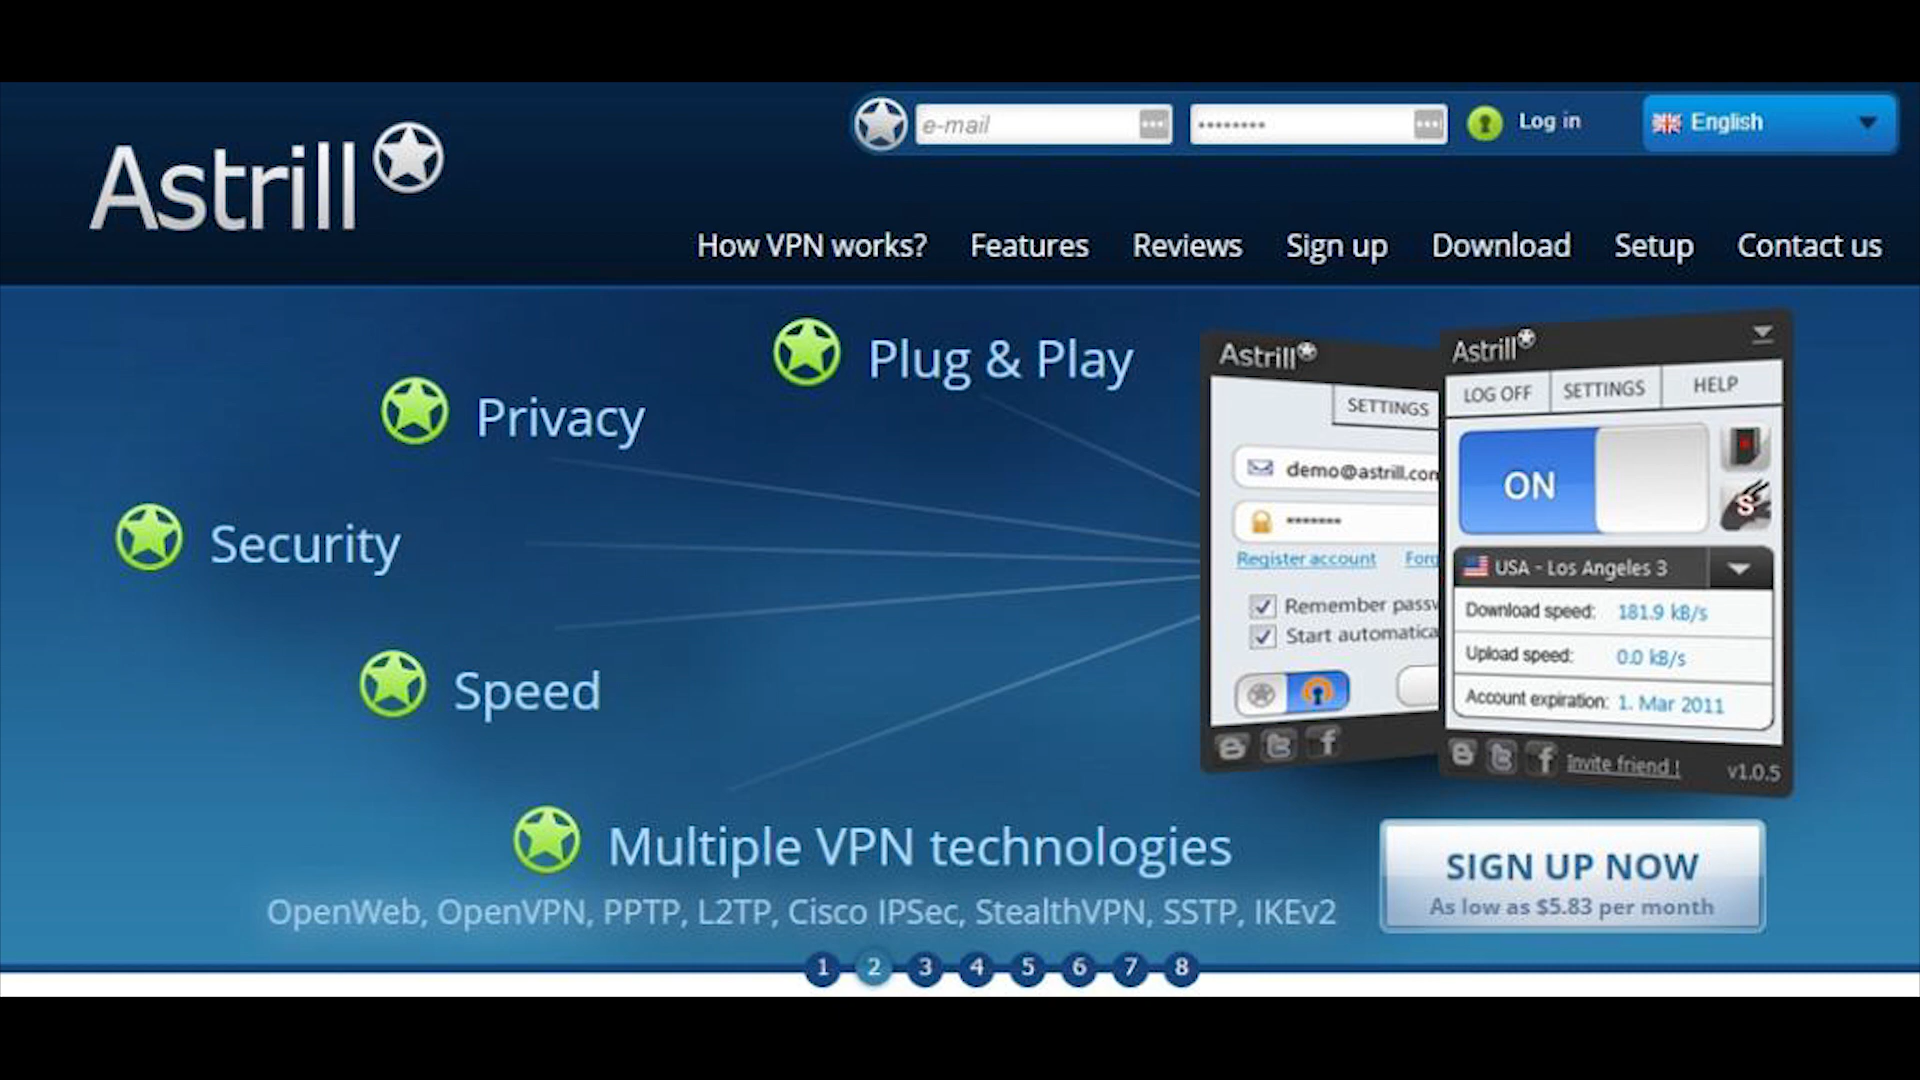 Astrill
e-mail
Log in
English
How VPN works?
Features
Reviews
Sign up
Download
Setup
Contact us
Plug & Play
Privacy
Security
Speed
Multiple VPN technologies
OpenWeb, OpenVPN, PPTP, L2TP, Cisco IPSec, StealthVPN, SSTP, IKEv2
Astrill
SETTINGS
demo@astrill.com
Register account
Forg
Remember passw
Start automatica
Astrill
LOG OFF
SETTINGS
HELP
ON
S
USA - Los Angeles 3
Download speed: 181.9 kB/s
Upload speed: 0.0 kB/s
Account expiration: 1. Mar 2011
Invite friend !
v1.0.5
SIGN UP NOW
As low as $5.83 per month
1 2 3 4 5 6 7 8